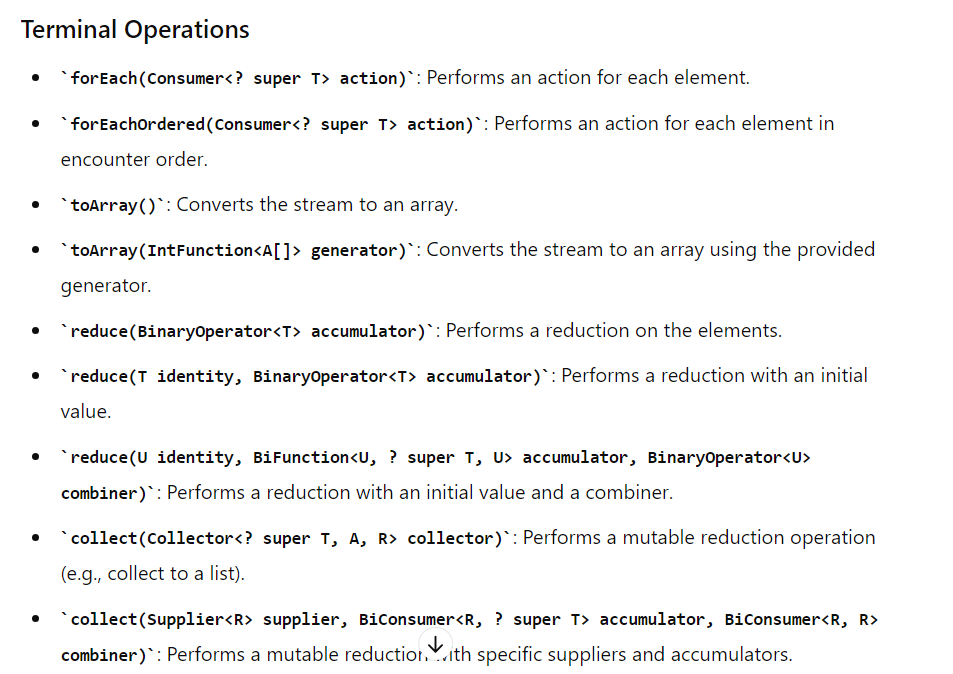 Terminal Operations
• `forEach(Consumer<? super T> action)`: Performs an action for each element.
• `forEachOrdered(Consumer<? super T> action)`: Performs an action for each element in
encounter order.
• `toArray()`: Converts the stream to an array.
• `toArray(IntFunction<A[]> generator)`: Converts the stream to an array using the provided
generator.
• `reduce(BinaryOperator<T> accumulator)`: Performs a reduction on the elements.
• `reduce(T identity, BinaryOperator<T> accumulator)`: Performs a reduction with an initial
value.
• `reduce(U identity, BiFunction<U, ? super T, U> accumulator, BinaryOperator<U>
combiner)`: Performs a reduction with an initial value and a combiner.
• `collect(Collector<? super T, A, R> collector)`: Performs a mutable reduction operation
(e.g., collect to a list).
• `collect(Supplier<R> supplier, BiConsumer<R, ? super T> accumulator, BiConsumer<R, R>
combiner)`: Performs a mutable reduction with specific suppliers and accumulators.